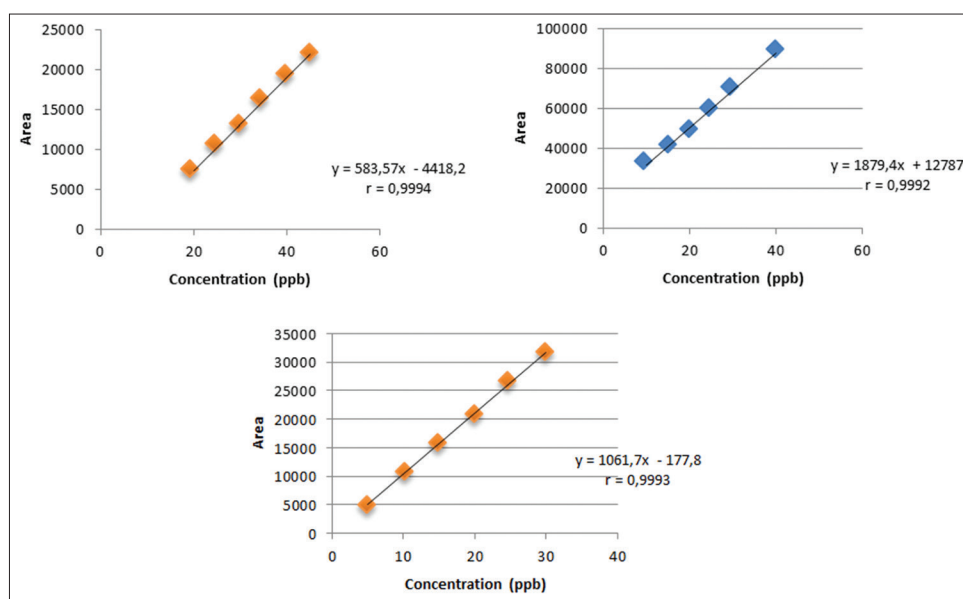 25000
20000
15000
10000
5000
0
Area
y = 583,57x - 4418,2
r = 0,9994
0 20 40 60
Concentration (ppb)
100000
80000
60000
40000
20000
0
Area
y = 1879,4x + 12787
r = 0,9992
0 20 40 60
Concentration (ppb)
35000
30000
25000
20000
15000
10000
5000
0
Area
y = 1061,7x - 177,8
r = 0,9993
0 10 20 30 40
Concentration (ppb)